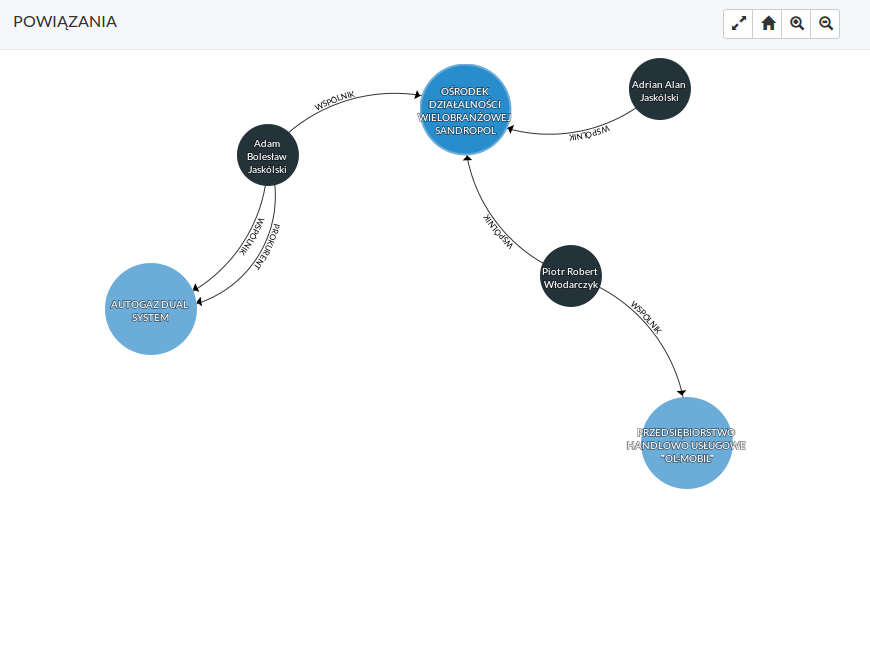 POWIĄZANIA
WSPÓLNIK
OŚRODEK
DZIAŁALNOŚCI
WIELOBRANŻOWEJ
SANDROPOL
Adrian Alan
Jaskólski
WSPÓLNIK
Adam
Bolesław
Jaskólski
WSPÓLNIK
PROKURENT
WSPÓLNIK
Piotr Robert
Włodarczyk
AUTOGAZ DUAL
SYSTEM
WSPÓLNIK
PRZEDSIĘBIORSTWO
HANDLOWO USŁUGOWE
"OL-MOBIL"